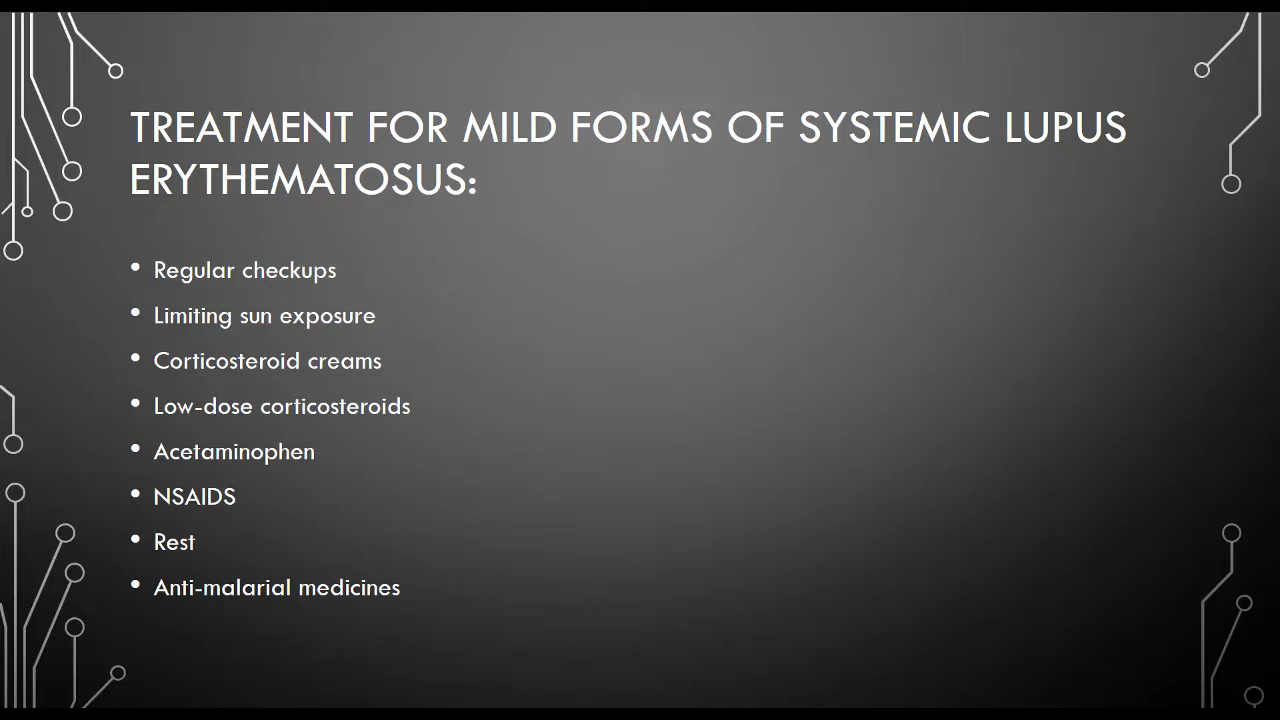 TREATMENT FOR MILD FORMS OF SYSTEMIC LUPUS
ERYTHEMATOSUS:
• Regular checkups
• Limiting sun exposure
• Corticosteroid creams
• Low-dose corticosteroids
• Acetaminophen
• NSAIDS
• Rest
• Anti-malarial medicines